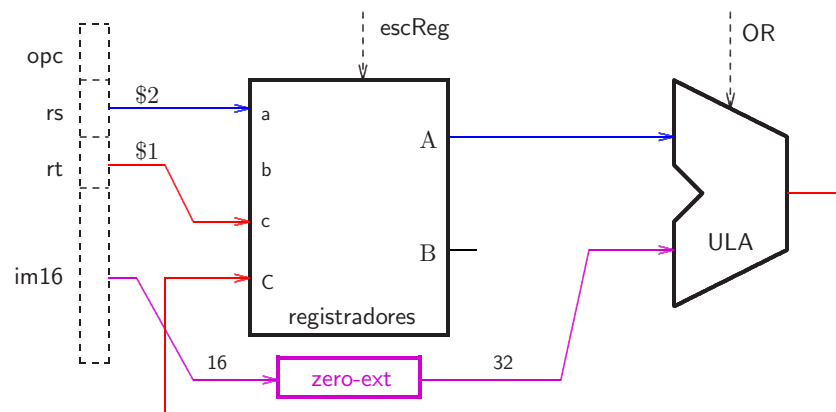 escReg
OR
opc
rs
$2
a
A
rt
$1
b
c
B
ULA
im16
C
registradores
16
zero-ext
32